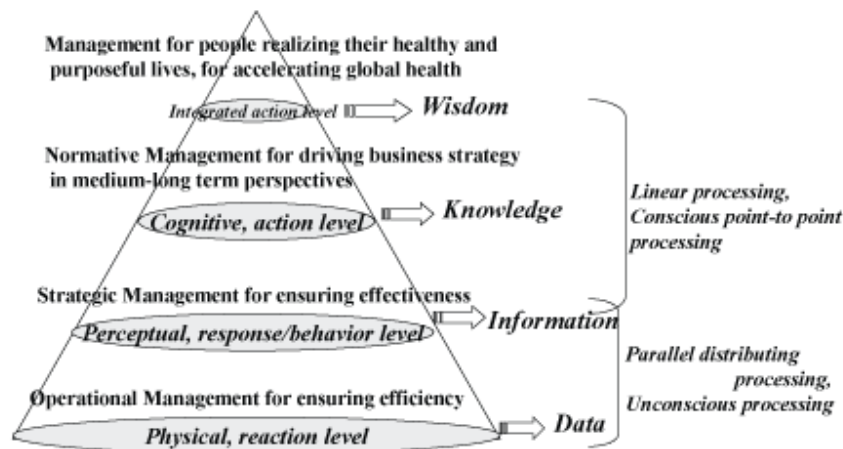 Management for people realizing their healthy and
purposeful lives, for accelerating global health
Integrated action level
Wisdom
Normative Management for driving business strategy
in medium-long term perspectives
Cognitive, action level
Knowledge
Linear processing,
Conscious point-to point
processing
Strategic Management for ensuring effectiveness
Perceptual, response/behavior level
Information
Parallel distributing
processing,
Unconscious processing
Operational Management for ensuring efficiency
Physical, reaction level
Data